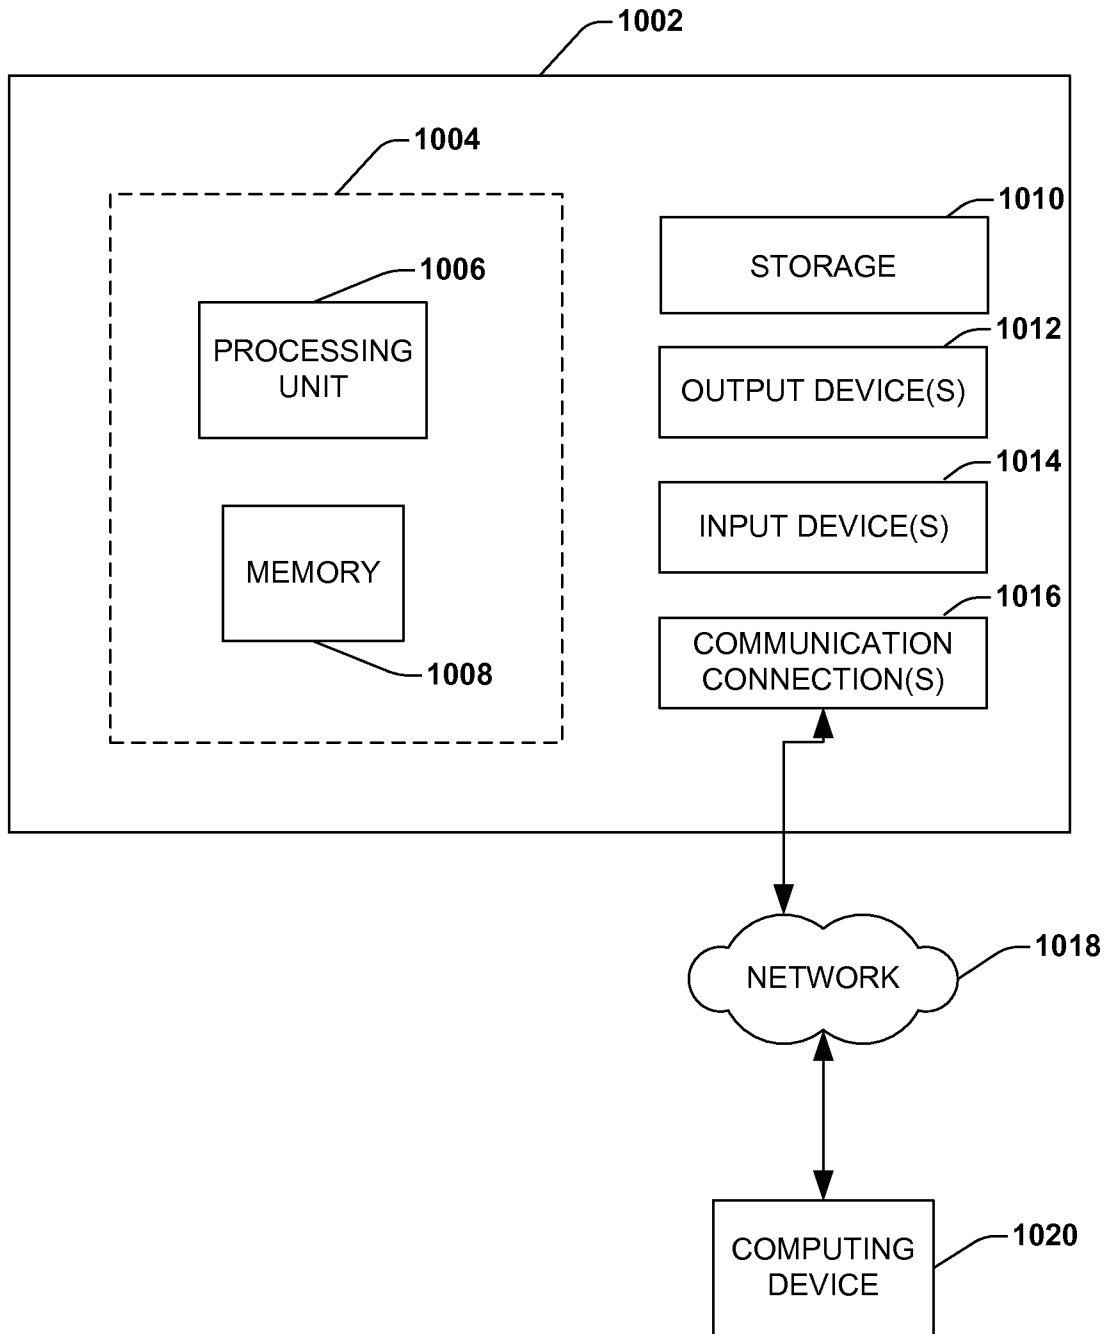 1002
1004
1006
PROCESSING
UNIT
MEMORY
1008
1010
STORAGE
1012
OUTPUT DEVICE(S)
1014
INPUT DEVICE(S)
1016
COMMUNICATION
CONNECTION(S)
NETWORK
1018
COMPUTING
DEVICE
1020